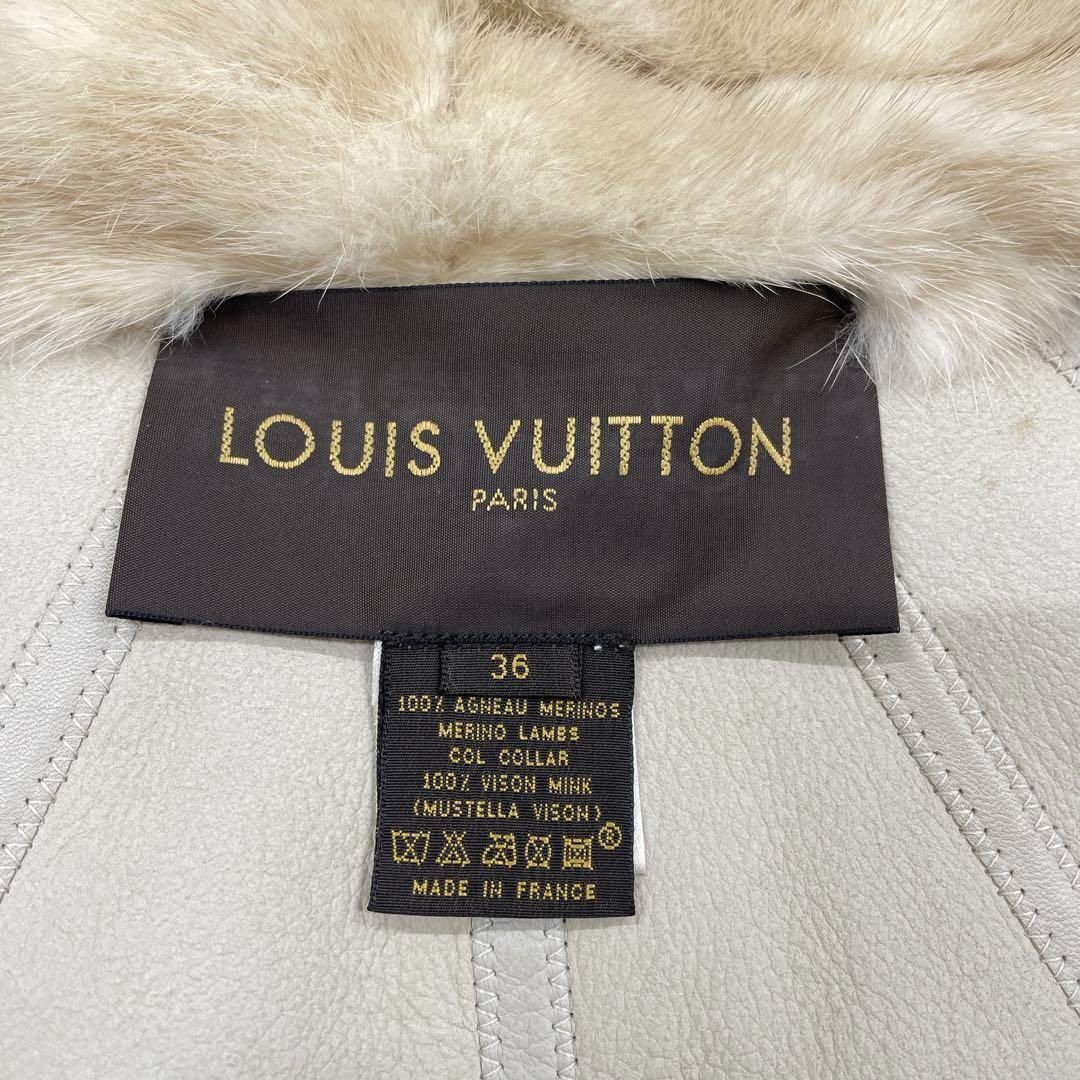 LOUIS VUITTON
PARIS
36
100% AGNEAU MERINOS
MERINO LAMBS
COL COLLAR
100% VISON MINK
(MUSTELLA VISON)
®
MADE IN FRANCE